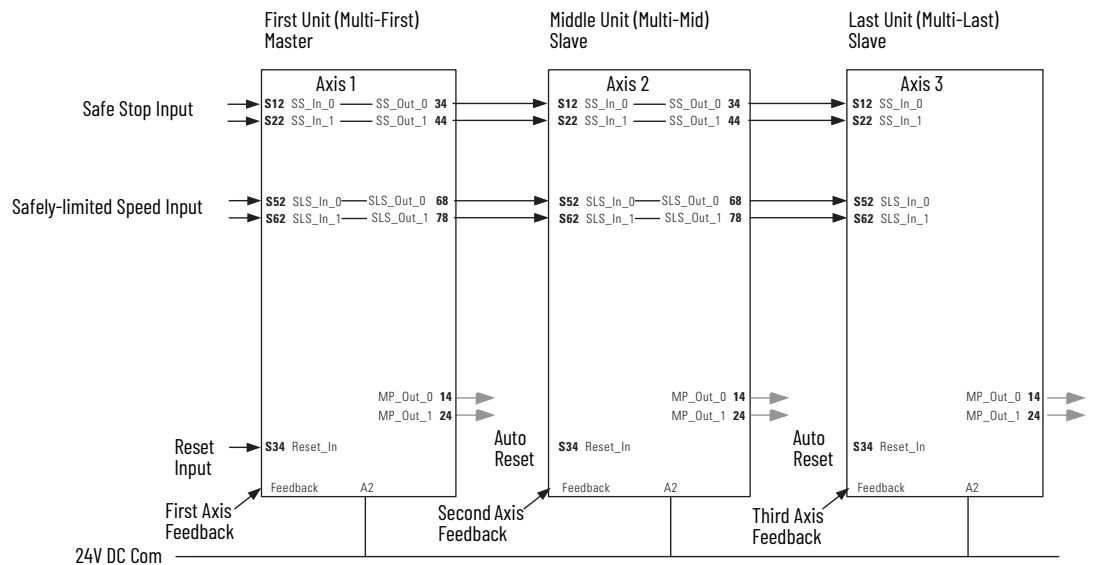 First Unit (Multi-First)
Master
Middle Unit (Multi-Mid)
Slave
Last Unit (Multi-Last)
Slave
Axis 1
Axis 2
Axis 3
Safe Stop Input
S12 SS_In_0 SS_Out_0 34
S22 SS_In_1 SS_Out_1 44
S12 SS_In_0 SS_Out_0 34
S22 SS_In_1 SS_Out_1 44
S12 SS_In_0
S22 SS_In_1
Safely-limited Speed Input
S52 SLS_In_0 SLS_Out_0 68
S62 SLS_In_1 SLS_Out_1 78
S52 SLS_In_0 SLS_Out_0 68
S62 SLS_In_1 SLS_Out_1 78
S52 SLS_In_0
S62 SLS_In_1
MP_Out_0 14
MP_Out_1 24
MP_Out_0 14
MP_Out_1 24
MP_Out_0 14
MP_Out_1 24
Reset
Input
S34 Reset_In
Auto
Reset
S34 Reset_In
Auto
Reset
S34 Reset_In
Feedback A2
Feedback A2
Feedback A2
First Axis
Feedback
Second Axis
Feedback
Third Axis
Feedback
24V DC Com